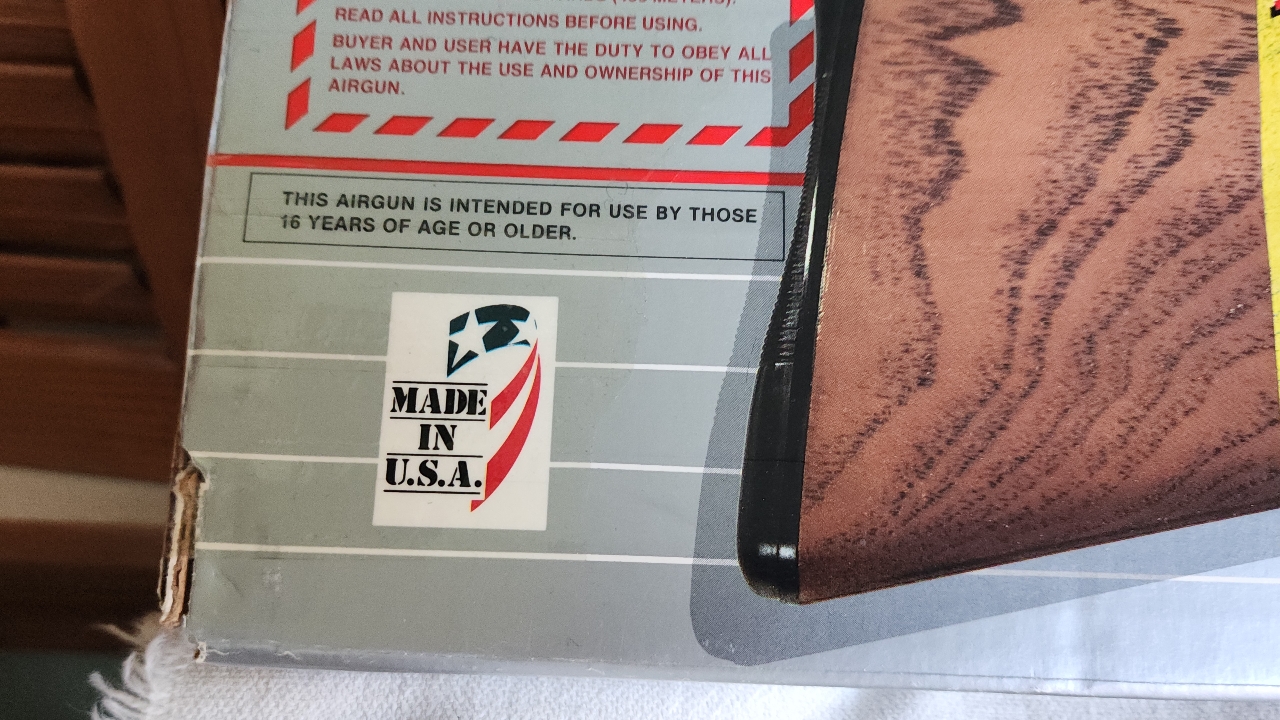 (439 METERS).
READ ALL INSTRUCTIONS BEFORE USING.
BUYER AND USER HAVE THE DUTY TO OBEY ALL
LAWS ABOUT THE USE AND OWNERSHIP OF THIS
AIRGUN.
THIS AIRGUN IS INTENDED FOR USE BY THOSE
16 YEARS OF AGE OR OLDER.
MADE
IN
U.S.A.